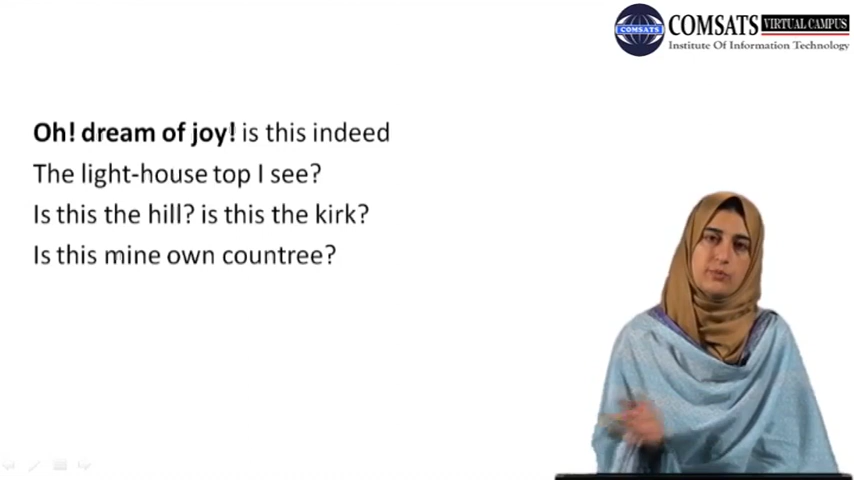 COMSATS VIRTUAL CAMPUS
Institute Of Information Technology
COMSATS
Oh! dream of joy! is this indeed
The light-house top I see?
Is this the hill? is this the kirk?
Is this mine own countree?